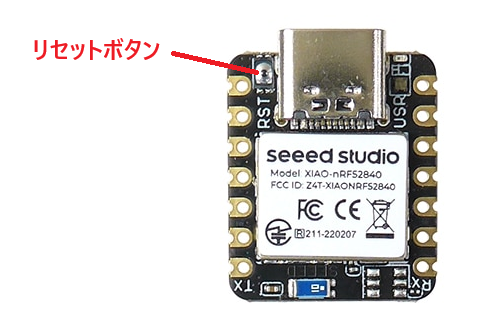 リセットボタン
RST
USR
seeed studio
Model: XIAO-nRF52840
FCC ID: Z4T-XIAONRF52840
FC CE
R 211-220207
TX
RX